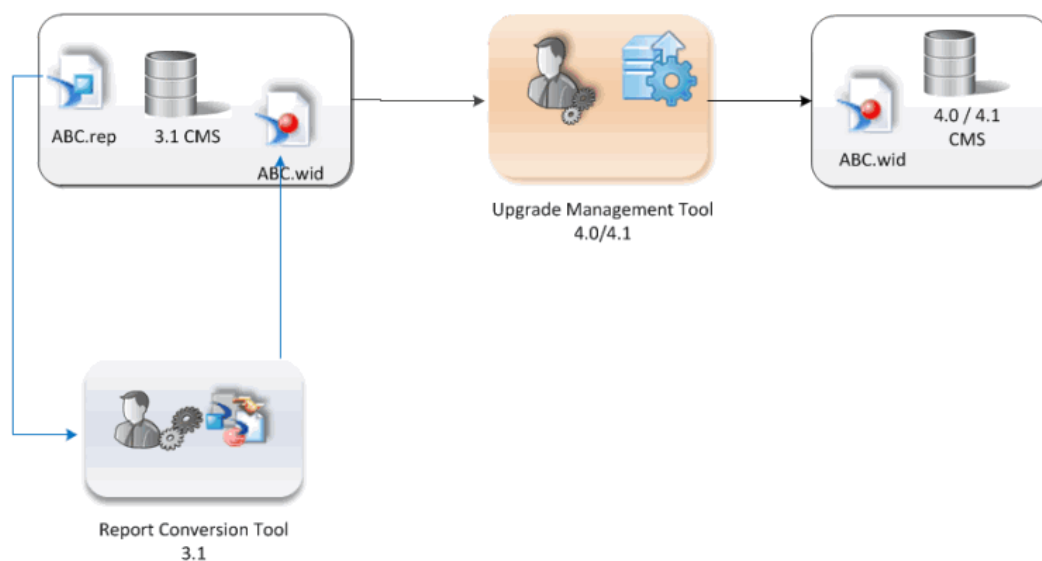 ABC.rep
3.1 CMS
ABC.wid
Upgrade Management Tool
4.0/4.1
ABC.wid
4.0 / 4.1
CMS
Report Conversion Tool
3.1